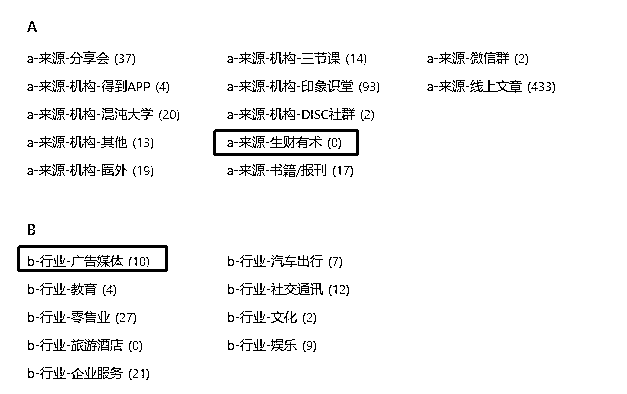 A
a-来源-分享会 (37)
a-来源-机构-三节课 (14)
a-来源-微信群 (2)
a-来源-机构-得到APP (4)
a-来源-机构-印象识堂 (93)
a-来源-线上文章 (433)
a-来源-机构-混沌大学 (20)
a-来源-机构-DISC社群 (2)
a-来源-机构-其他 (13)
a-来源-生财有术 (0)
a-来源-机构-医外 (19)
a-来源-书籍/报刊 (17)
B
b-行业-广告媒体 (10)
b-行业-汽车出行 (7)
b-行业-教育 (4)
b-行业-社交通讯 (12)
b-行业-零售业 (27)
b-行业-文化 (2)
b-行业-旅游酒店 (0)
b-行业-娱乐 (9)
b-行业-企业服务 (21)